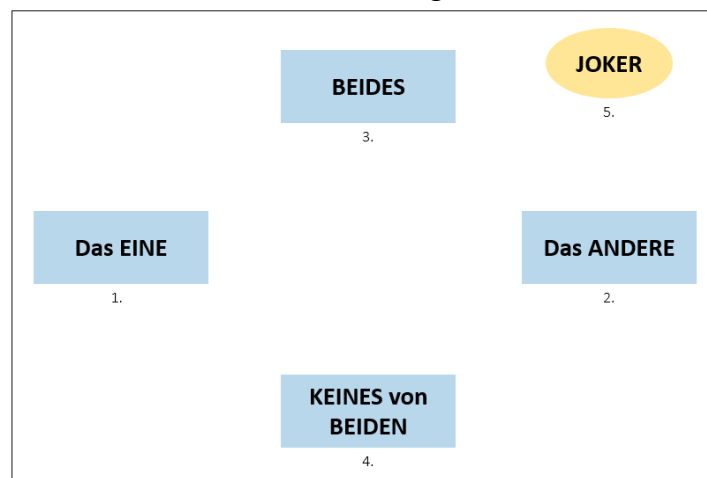 BEIDES
3.
JOKER
5.
Das EINE
1.
Das ANDERE
2.
KEINES von
BEIDEN
4.